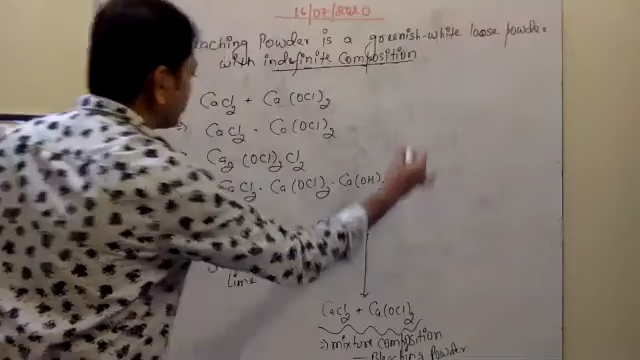 16/07/2020
eaching Powder is a greenish-white loose powder
with indefinite Composition
CaCl2 + Ca(OCl)2
⇒ CaCl2 · Ca(OCl)2
Ca2(OCl)2Cl2
CaCl2 · Ca(OCl)2 · Ca(OH)
Lime
CaCl2 + Ca(OCl)2
⇒ mixture Composition
— Bleaching Powder